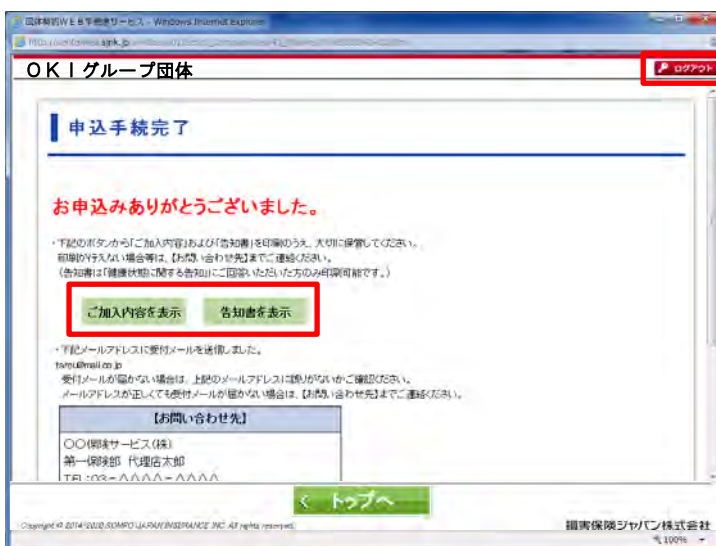 団体契約WEB手続きサービス - Windows Internet Explorer
OKIグループ団体
ログアウト
申込手続完了
お申込みありがとうございました。
・下記のボタンから「ご加入内容」および「告知書」を印刷のうえ、大切に保管してください。
印刷が行えない場合等は、【お問い合わせ先】までご連絡ください。
(告知書は「健康状態に関する告知」にご回答いただいた方のみ印刷可能です。)
ご加入内容を表示 告知書を表示
・下記メールアドレスに受付メールを送信しました。
tarou@mail.co.jp
受付メールが届かない場合は、上記のメールアドレスに誤りがないかご確認ください。
メールアドレスが正しくても受付メールが届かない場合は、【お問い合わせ先】までご連絡ください。
【お問い合わせ先】
〇〇保険サービス(株)
第一保険部 代理店太郎
TEL:03-△△△△-△△△△
< トップへ
Copyright © 2014-2020 SOMPO JAPAN INSURANCE INC. All rights reserved.
損害保険ジャパン株式会社
100%